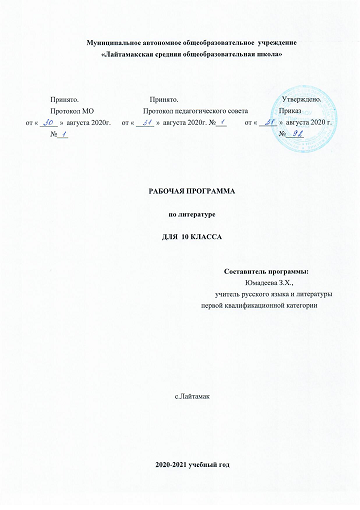 Муниципальное автономное общеобразовательное учреждение
«Лайтамакская средняя общеобразовательная школа»
Принято. Принято. Утверждено.
Протокол МО Протокол педагогического совета Приказ
от « 30 » августа 2020г. от « 31 » августа 2020г. № 1 от « 31 » августа 2020 г.
№ 1 № 92
РАБОЧАЯ ПРОГРАММА
по литературе
ДЛЯ 10 КЛАССА
Составитель программы:
Юмадеева З.Х.,
учитель русского языка и литературы
первой квалификационной категории
с.Лайтамак
2020-2021 учебный год